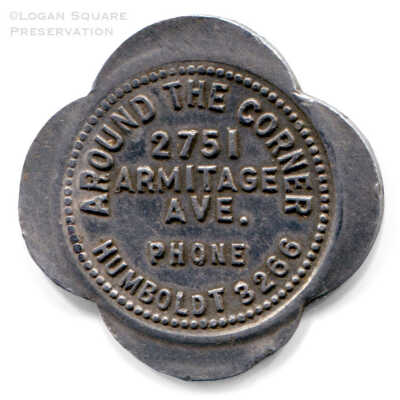 ©Logan Square
Preservation
AROUND THE CORNER
2751
ARMITAGE
AVE.
PHONE
HUMBOLDT 3266